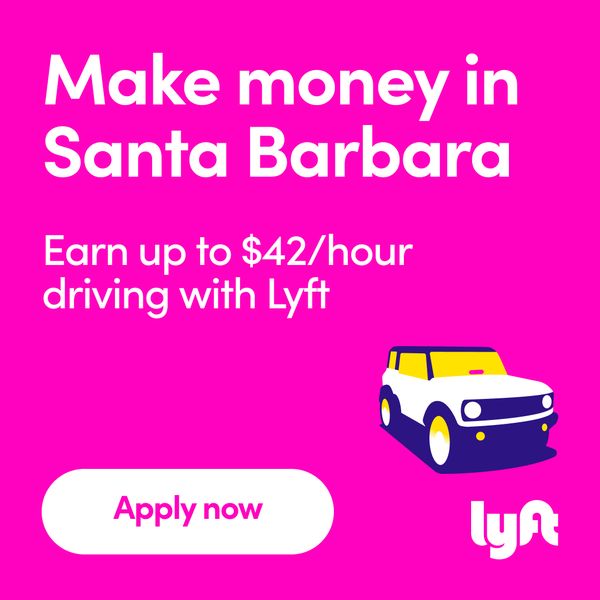 Make money in
Santa Barbara
Earn up to $42/hour
driving with Lyft
Apply now
lyft